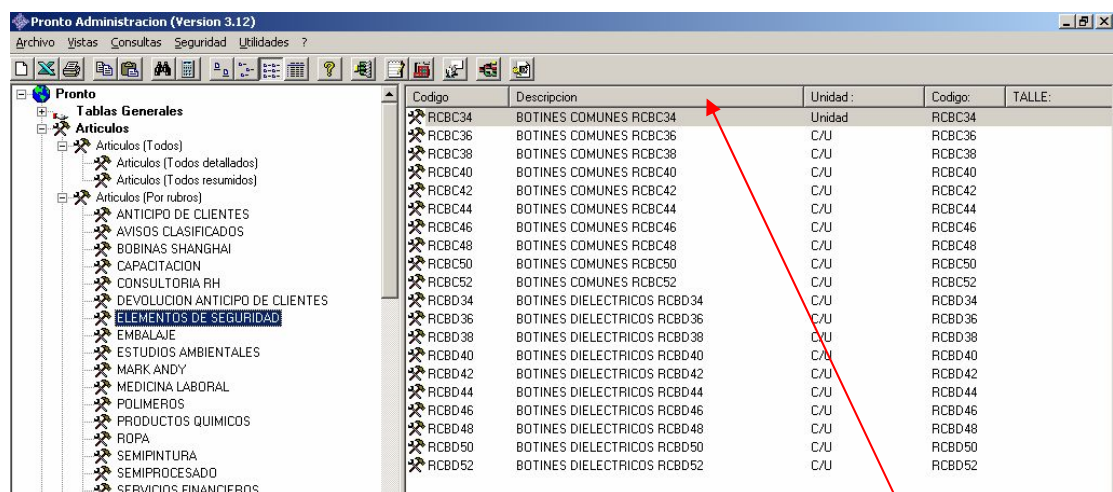 Pronto Administracion (Version 3.12)
Archivo Vistas Consultas Seguridad Utilidades ?
Pronto
Tablas Generales
Articulos
Articulos (Todos)
Articulos (Todos detallados)
Articulos (Todos resumidos)
Articulos (Por rubros)
ANTICIPO DE CLIENTES
AVISOS CLASIFICADOS
BOBINAS SHANGHAI
CAPACITACION
CONSULTORIA RH
DEVOLUCION ANTICIPO DE CLIENTES
ELEMENTOS DE SEGURIDAD
EMBALAJE
ESTUDIOS AMBIENTALES
MARK ANDY
MEDICINA LABORAL
POLIMEROS
PRODUCTOS QUIMICOS
ROPA
SEMIPINTURA
SEMIPROCESADO
SERVICIOS FINANCIEROS
Codigo Descripcion Unidad : Codigo: TALLE:
RCBC34 BOTINES COMUNES RCBC34 Unidad RCBC34
RCBC36 BOTINES COMUNES RCBC36 C/U RCBC36
RCBC38 BOTINES COMUNES RCBC38 C/U RCBC38
RCBC40 BOTINES COMUNES RCBC40 C/U RCBC40
RCBC42 BOTINES COMUNES RCBC42 C/U RCBC42
RCBC44 BOTINES COMUNES RCBC44 C/U RCBC44
RCBC46 BOTINES COMUNES RCBC46 C/U RCBC46
RCBC48 BOTINES COMUNES RCBC48 C/U RCBC48
RCBC50 BOTINES COMUNES RCBC50 C/U RCBC50
RCBC52 BOTINES COMUNES RCBC52 C/U RCBC52
RCBD34 BOTINES DIELECTRICOS RCBD34 C/U RCBD34
RCBD36 BOTINES DIELECTRICOS RCBD36 C/U RCBD36
RCBD38 BOTINES DIELECTRICOS RCBD38 C/U RCBD38
RCBD40 BOTINES DIELECTRICOS RCBD40 C/U RCBD40
RCBD42 BOTINES DIELECTRICOS RCBD42 C/U RCBD42
RCBD44 BOTINES DIELECTRICOS RCBD44 C/U RCBD44
RCBD46 BOTINES DIELECTRICOS RCBD46 C/U RCBD46
RCBD48 BOTINES DIELECTRICOS RCBD48 C/U RCBD48
RCBD50 BOTINES DIELECTRICOS RCBD50 C/U RCBD50
RCBD52 BOTINES DIELECTRICOS RCBD52 C/U RCBD52